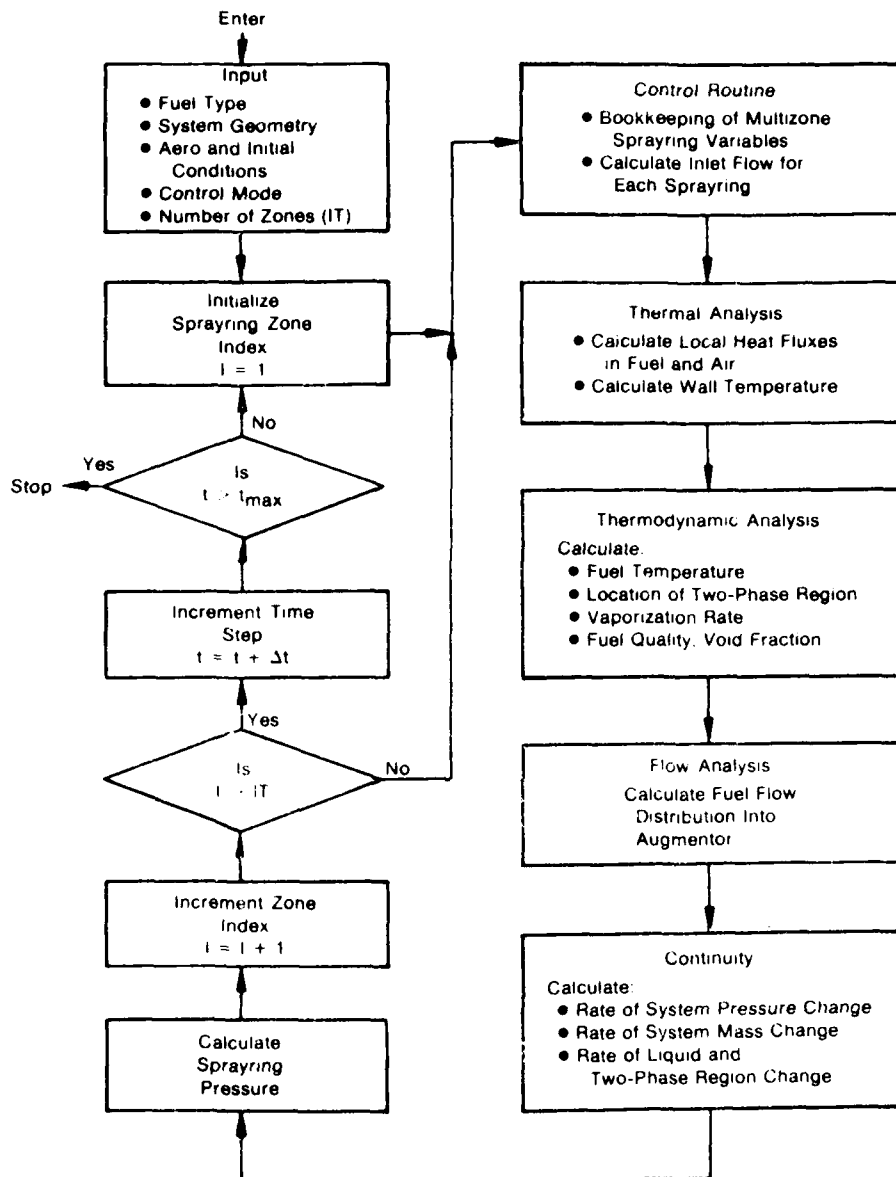 Enter
Input
● Fuel Type
● System Geometry
● Aero and Initial
Conditions
● Control Mode
● Number of Zones (IT)
Initialize
Sprayring Zone
Index
I = 1
No
Yes
Stop
Is
t > tmax
Increment Time
Step
t = t + Δt
Yes
Is
IT
No
Increment Zone
Index
I = I + 1
Calculate
Sprayring
Pressure
Control Routine
● Bookkeeping of Multizone
Sprayring Variables
● Calculate Inlet Flow for
Each Sprayring
Thermal Analysis
● Calculate Local Heat Fluxes
in Fuel and Air
● Calculate Wall Temperature
Thermodynamic Analysis
Calculate:
● Fuel Temperature
● Location of Two-Phase Region
● Vaporization Rate
● Fuel Quality, Void Fraction
Flow Analysis
Calculate Fuel Flow
Distribution Into
Augmentor
Continuity
Calculate:
● Rate of System Pressure Change
● Rate of System Mass Change
● Rate of Liquid and
Two-Phase Region Change